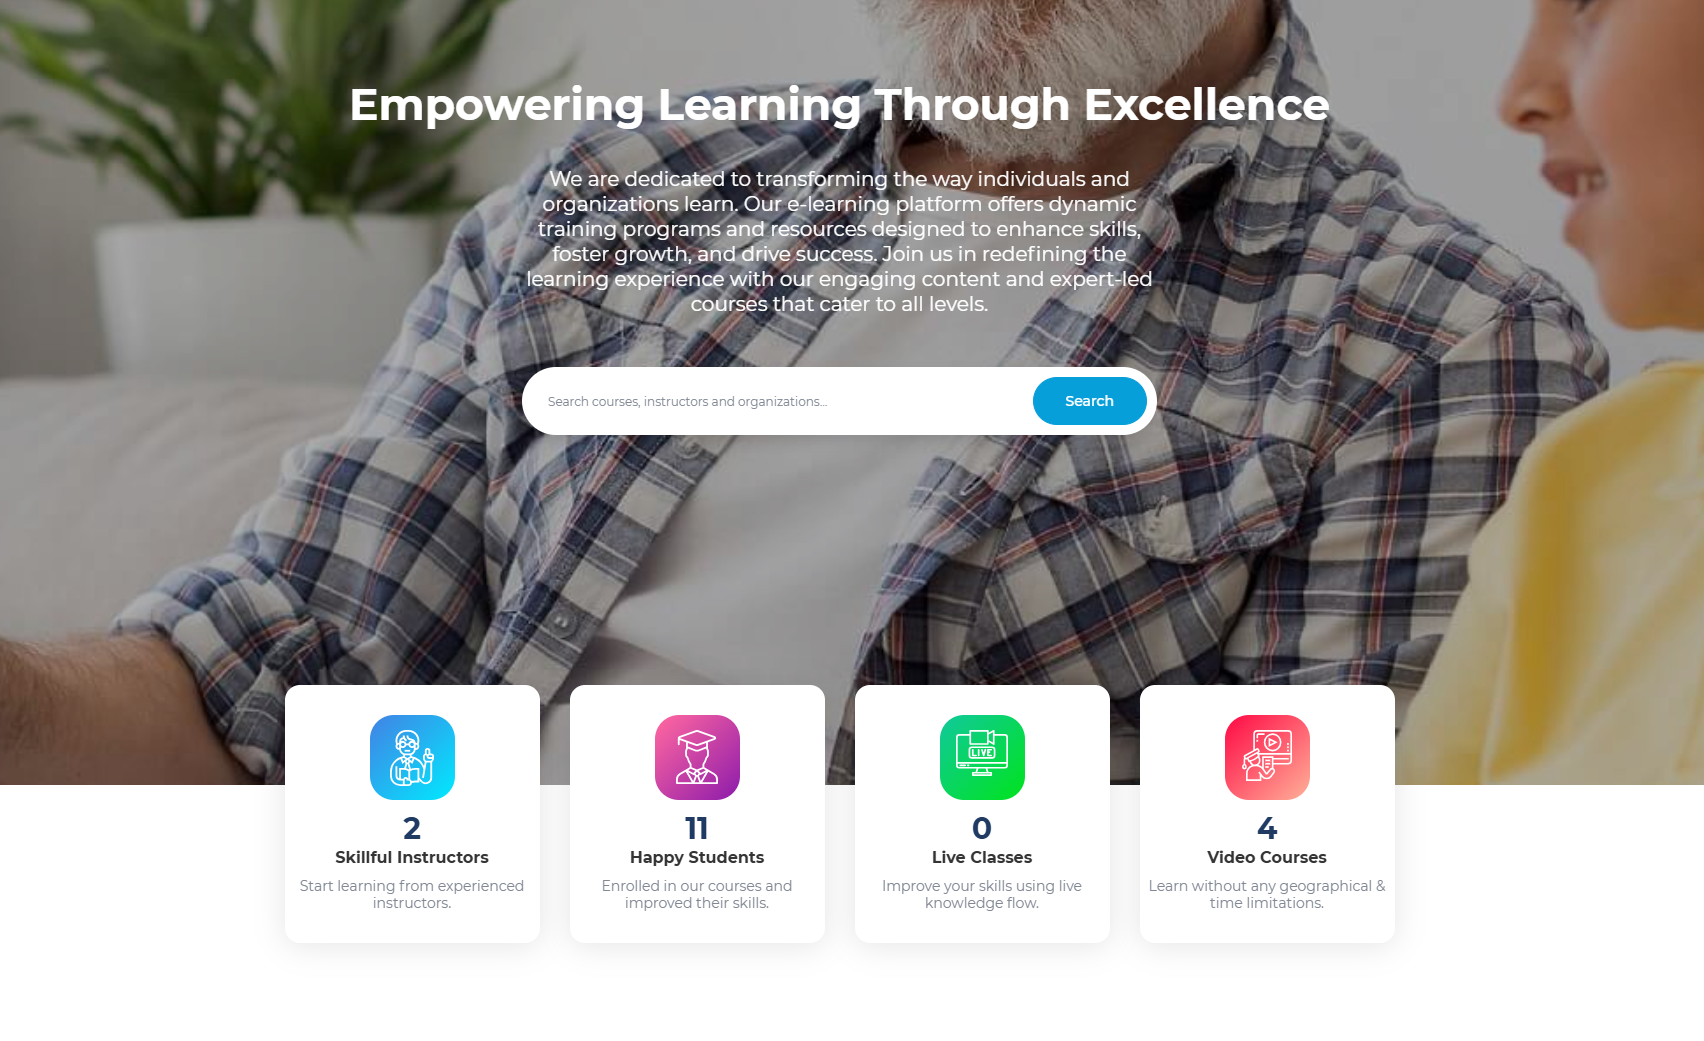 Empowering Learning Through Excellence
We are dedicated to transforming the way individuals and
organizations learn. Our e-learning platform offers dynamic
training programs and resources designed to enhance skills,
foster growth, and drive success. Join us in redefining the
learning experience with our engaging content and expert-led
courses that cater to all levels.
Search courses, instructors and organizations...
Search
2
Skillful Instructors
Start learning from experienced
instructors.
11
Happy Students
Enrolled in our courses and
improved their skills.
LIVE
0
Live Classes
Improve your skills using live
knowledge flow.
4
Video Courses
Learn without any geographical &
time limitations.